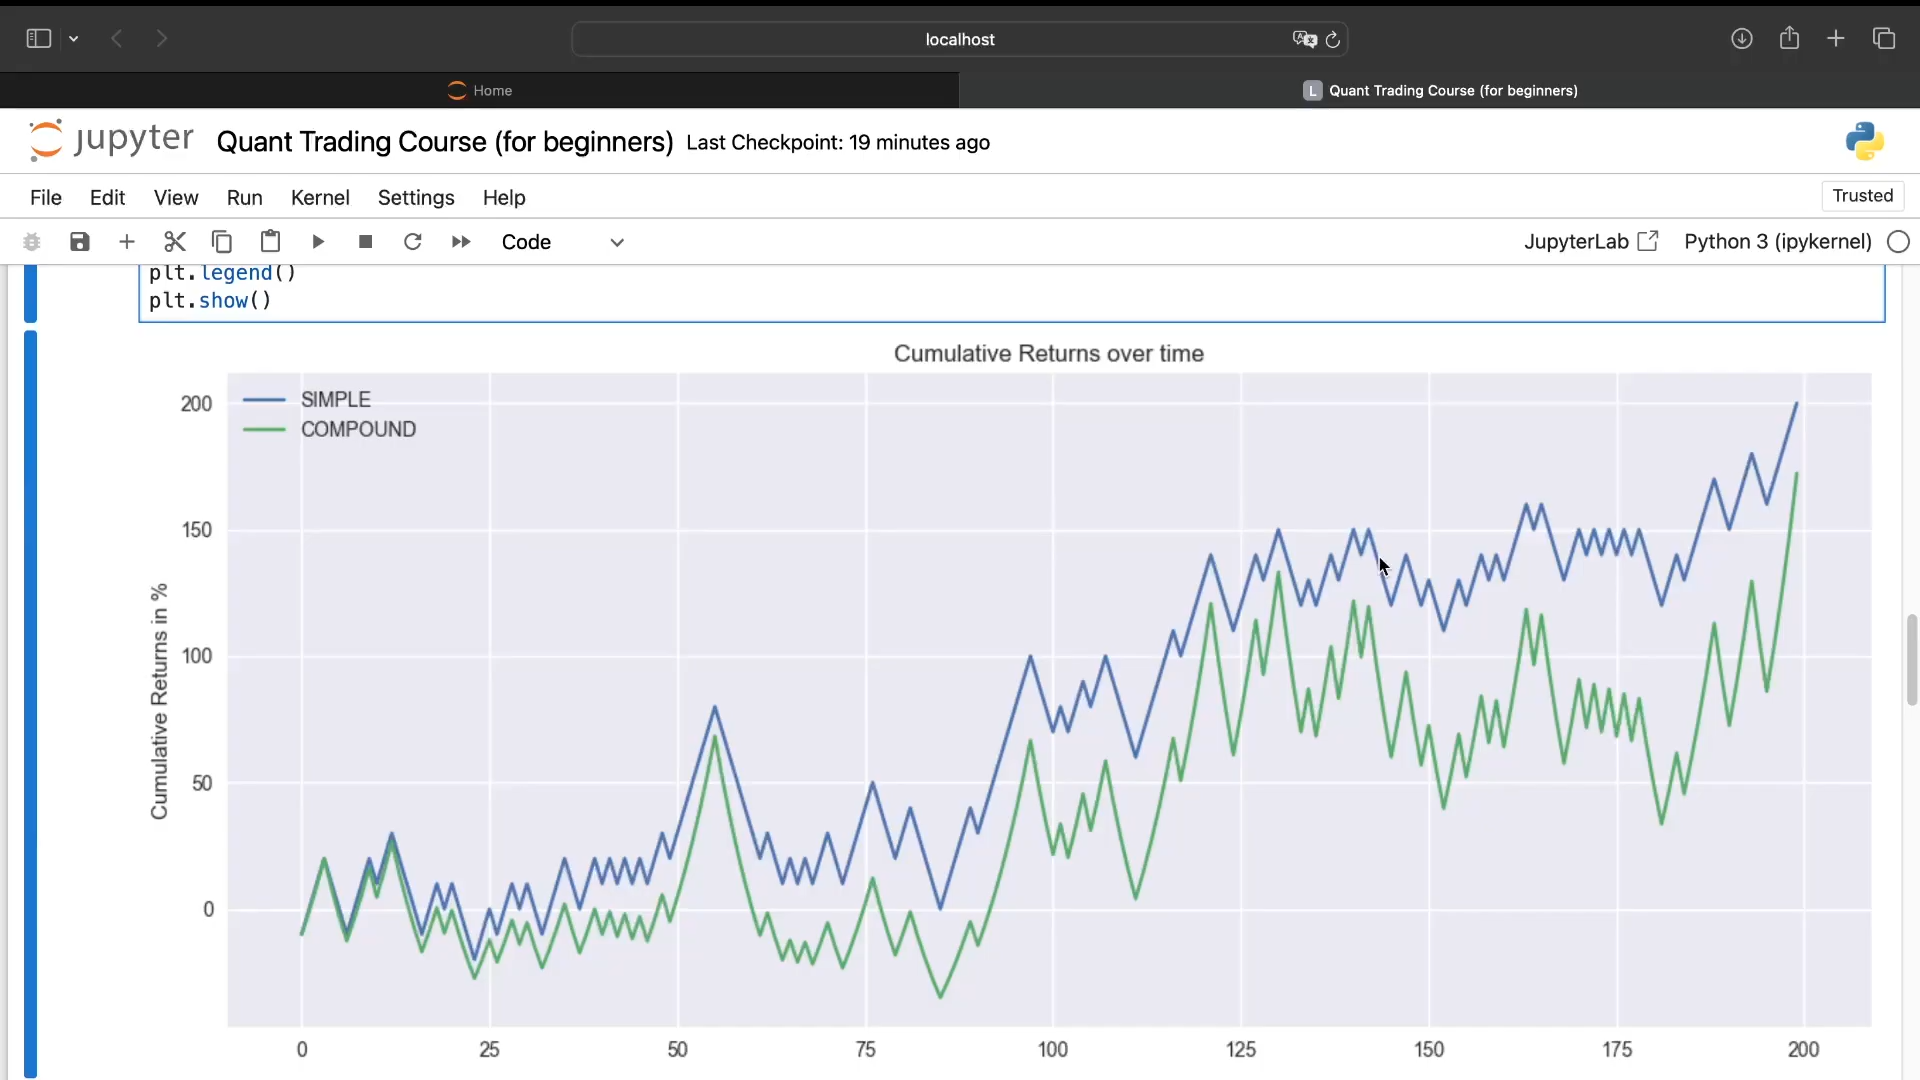 localhost
Home
L Quant Trading Course (for beginners)
jupyter Quant Trading Course (for beginners) Last Checkpoint: 19 minutes ago
File Edit View Run Kernel Settings Help Trusted
Code JupyterLab Python 3 (ipykernel)
plt.legend()
plt.show()
Cumulative Returns over time
SIMPLE
COMPOUND
Cumulative Returns in %
200
150
100
50
0
0 25 50 75 100 125 150 175 200